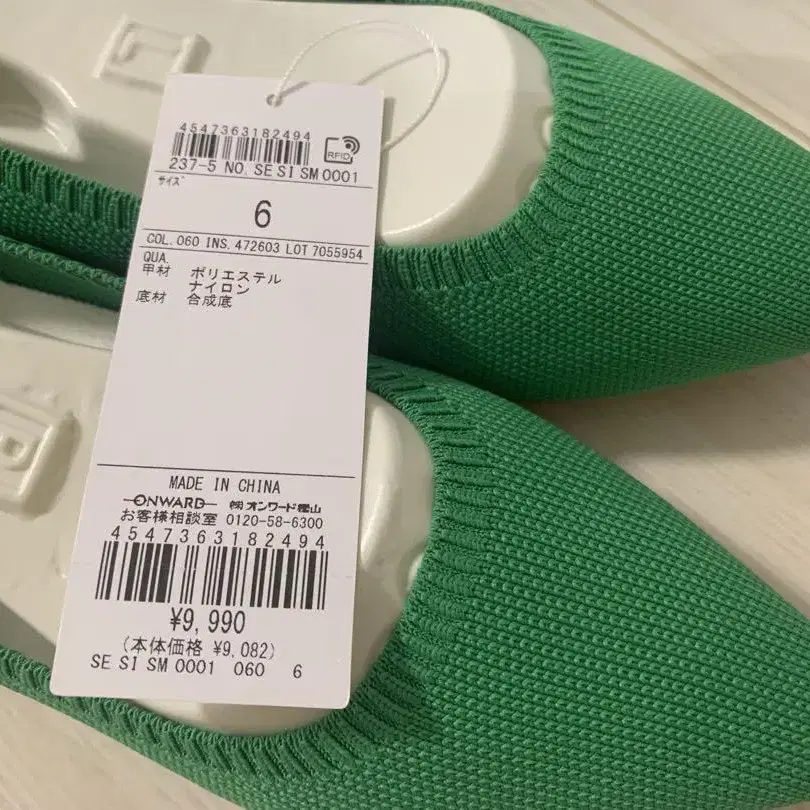 4547363182494
RFID
237-5 NO. SE SI SM 0001
サイズ
6
COL. 060 INS. 472603 LOT 7055954
QUA.
甲材 ポリエステル
ナイロン
底材 合成底
MADE IN CHINA
ONWARD ㈱オンワード樫山
お客様相談室 0120-58-6300
4547363182494
¥9,990
(本体価格 ¥9,082)
SE SI SM 0001 060 6